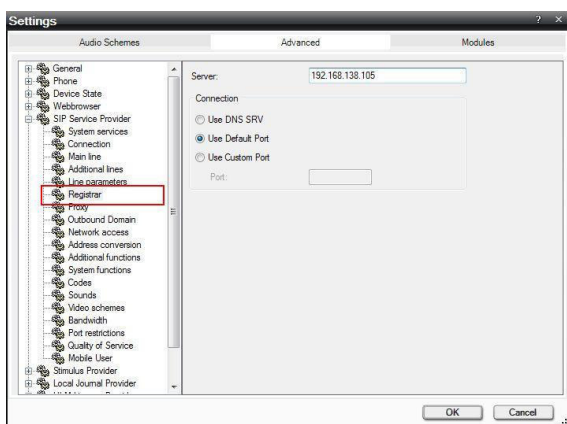 Settings
? ×
Audio Schemes
Advanced
Modules
General
Phone
Device State
Webbrowser
SIP Service Provider
System services
Connection
Main line
Additional lines
Line parameters
Registrar
Proxy
Outbound Domain
Network access
Address conversion
Additional functions
System functions
Codes
Sounds
Video schemes
Bandwidth
Port restrictions
Quality of Service
Mobile User
Stimulus Provider
Local Journal Provider
Server:
192.168.138.105
Connection
Use DNS SRV
Use Default Port
Use Custom Port
Port:
OK
Cancel